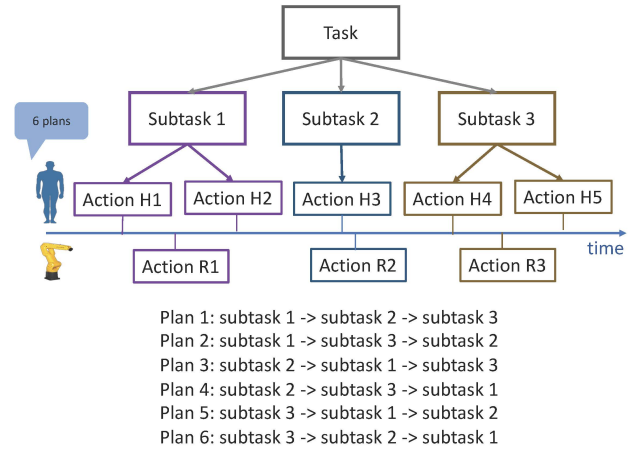 Task
6 plans
Subtask 1
Subtask 2
Subtask 3
Action H1
Action H2
Action H3
Action H4
Action H5
time
Action R1
Action R2
Action R3
Plan 1: subtask 1 -> subtask 2 -> subtask 3
Plan 2: subtask 1 -> subtask 3 -> subtask 2
Plan 3: subtask 2 -> subtask 1 -> subtask 3
Plan 4: subtask 2 -> subtask 3 -> subtask 1
Plan 5: subtask 3 -> subtask 1 -> subtask 2
Plan 6: subtask 3 -> subtask 2 -> subtask 1